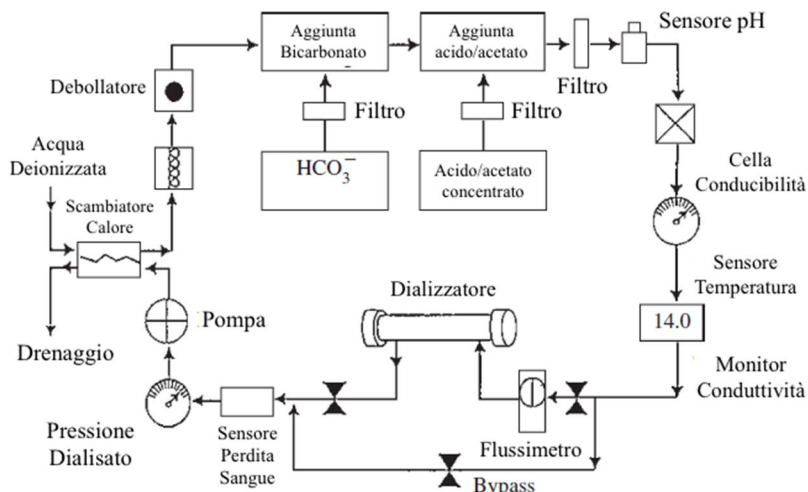 Aggiunta
Bicarbonato
Aggiunta
acido/acetato
Sensore pH
Filtro
Debollatore
Filtro
Filtro
HCO₃⁻
Acido/acetato
concentrato
Acqua
Deionizzata
Cella
Conducibilità
Scambiatore
Calore
Sensore
Temperatura
Dializzatore
14.0
Pompa
Drenaggio
Monitor
Conduttività
Pressione
Dialisato
Sensore
Perdita
Sangue
Flussimetro
Bypass